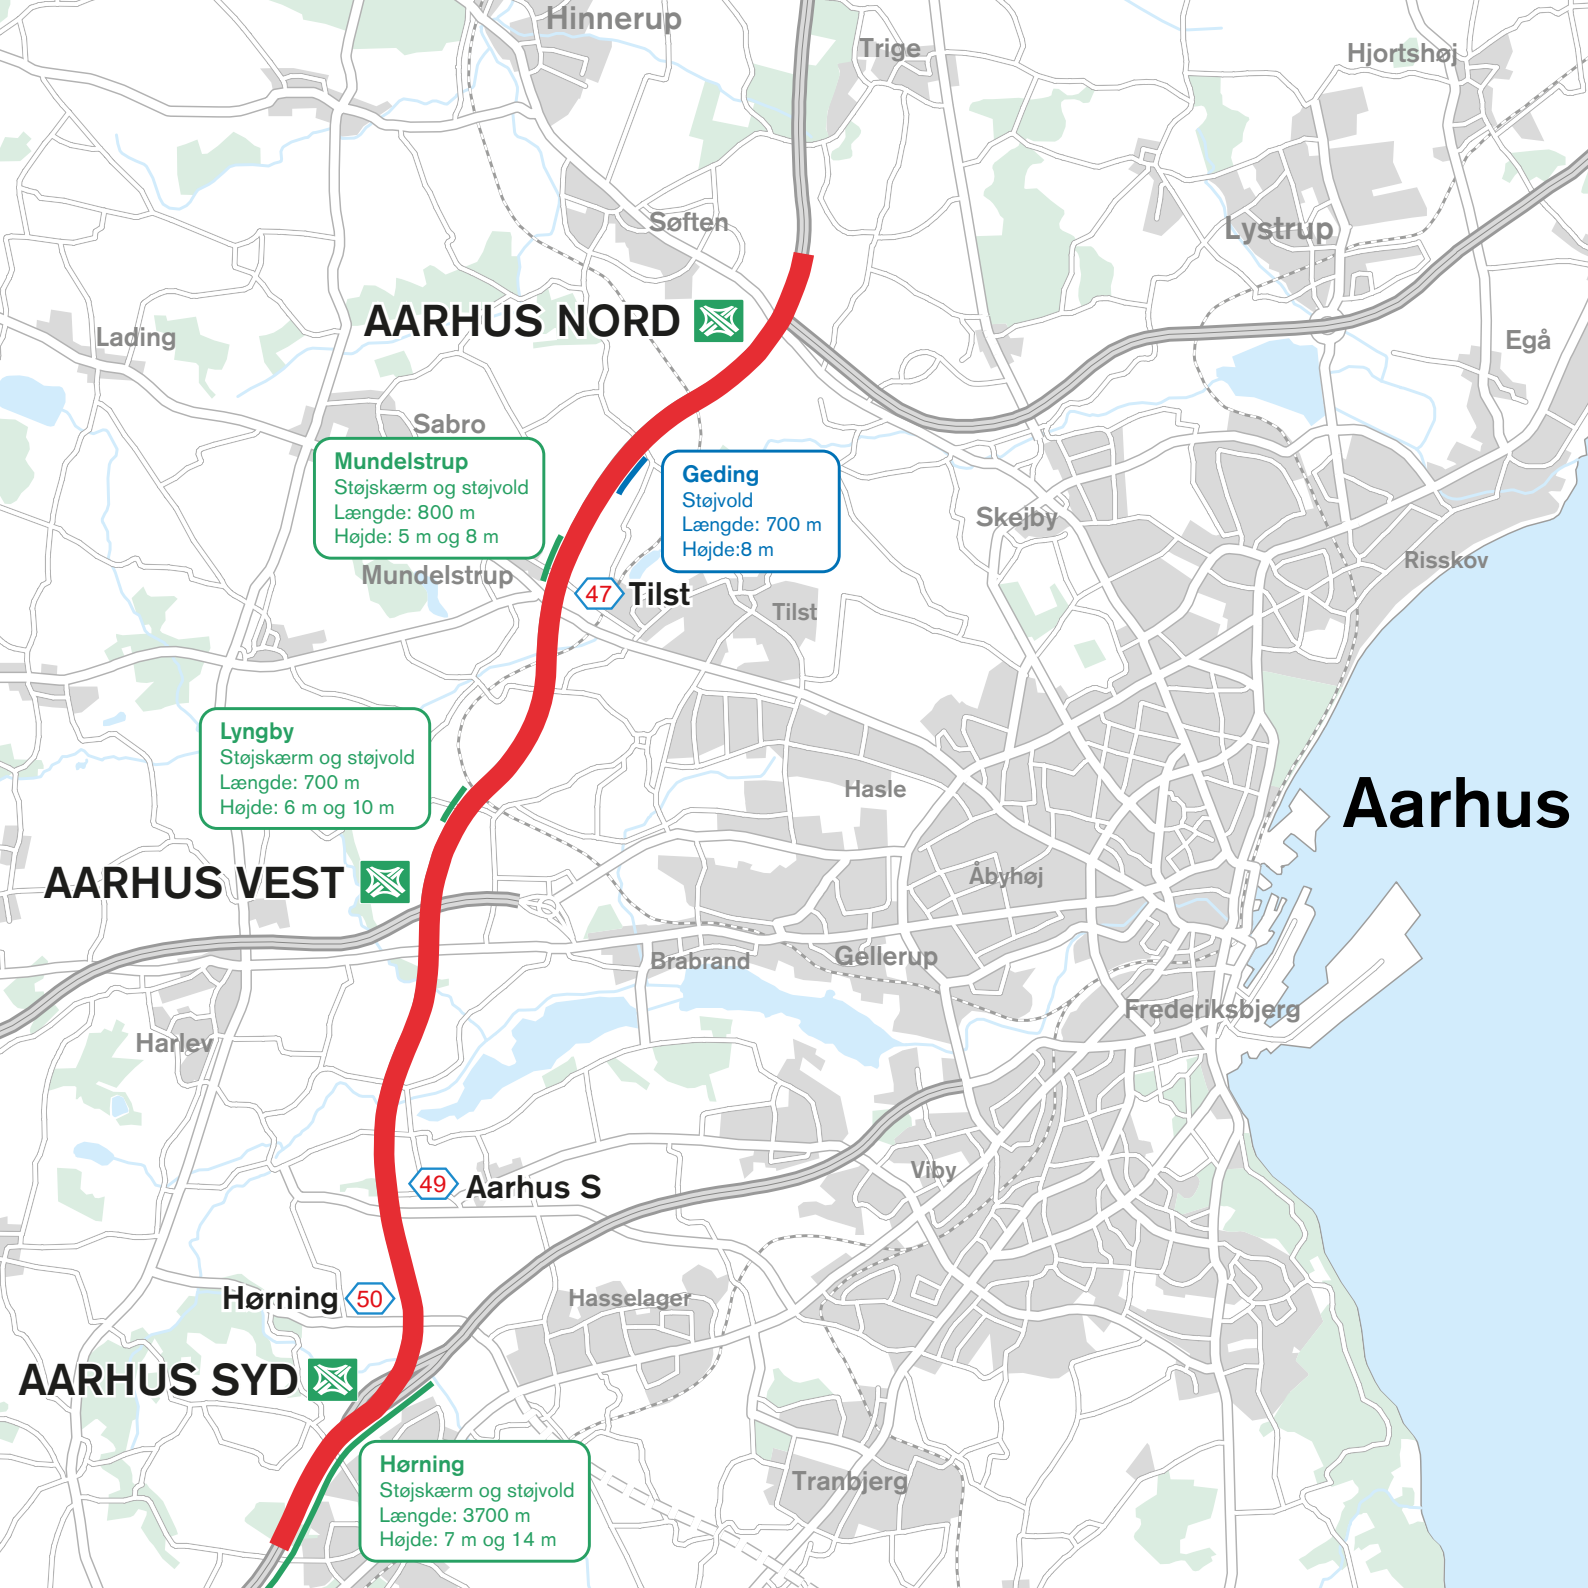 Hinnerup
Trige
Hjortshøj
Søften
Lystrup
AARHUS NORD
Lading
Egå
Sabro
Mundelstrup
Støjskærm og støjvold
Længde: 800 m
Højde: 5 m og 8 m
Geding
Støjvold
Længde: 700 m
Højde:8 m
Skejby
Risskov
Mundelstrup
47 Tilst
Tilst
Lyngby
Støjskærm og støjvold
Længde: 700 m
Højde: 6 m og 10 m
Hasle
Aarhus
AARHUS VEST
Åbyhøj
Brabrand
Gellerup
Frederiksbjerg
Harlev
Viby
49 Aarhus S
Hørning 50
Hasselager
AARHUS SYD
Hørning
Støjskærm og støjvold
Længde: 3700 m
Højde: 7 m og 14 m
Tranbjerg